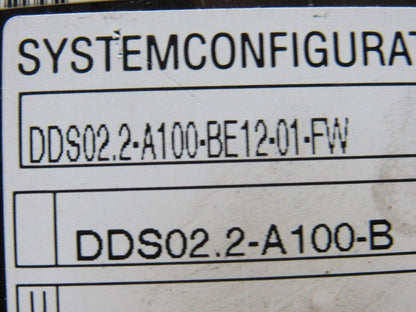 SYSTEMCONFIGURAT
DDS02.2-A100-BE12-01-FW
DDS02.2-A100-B